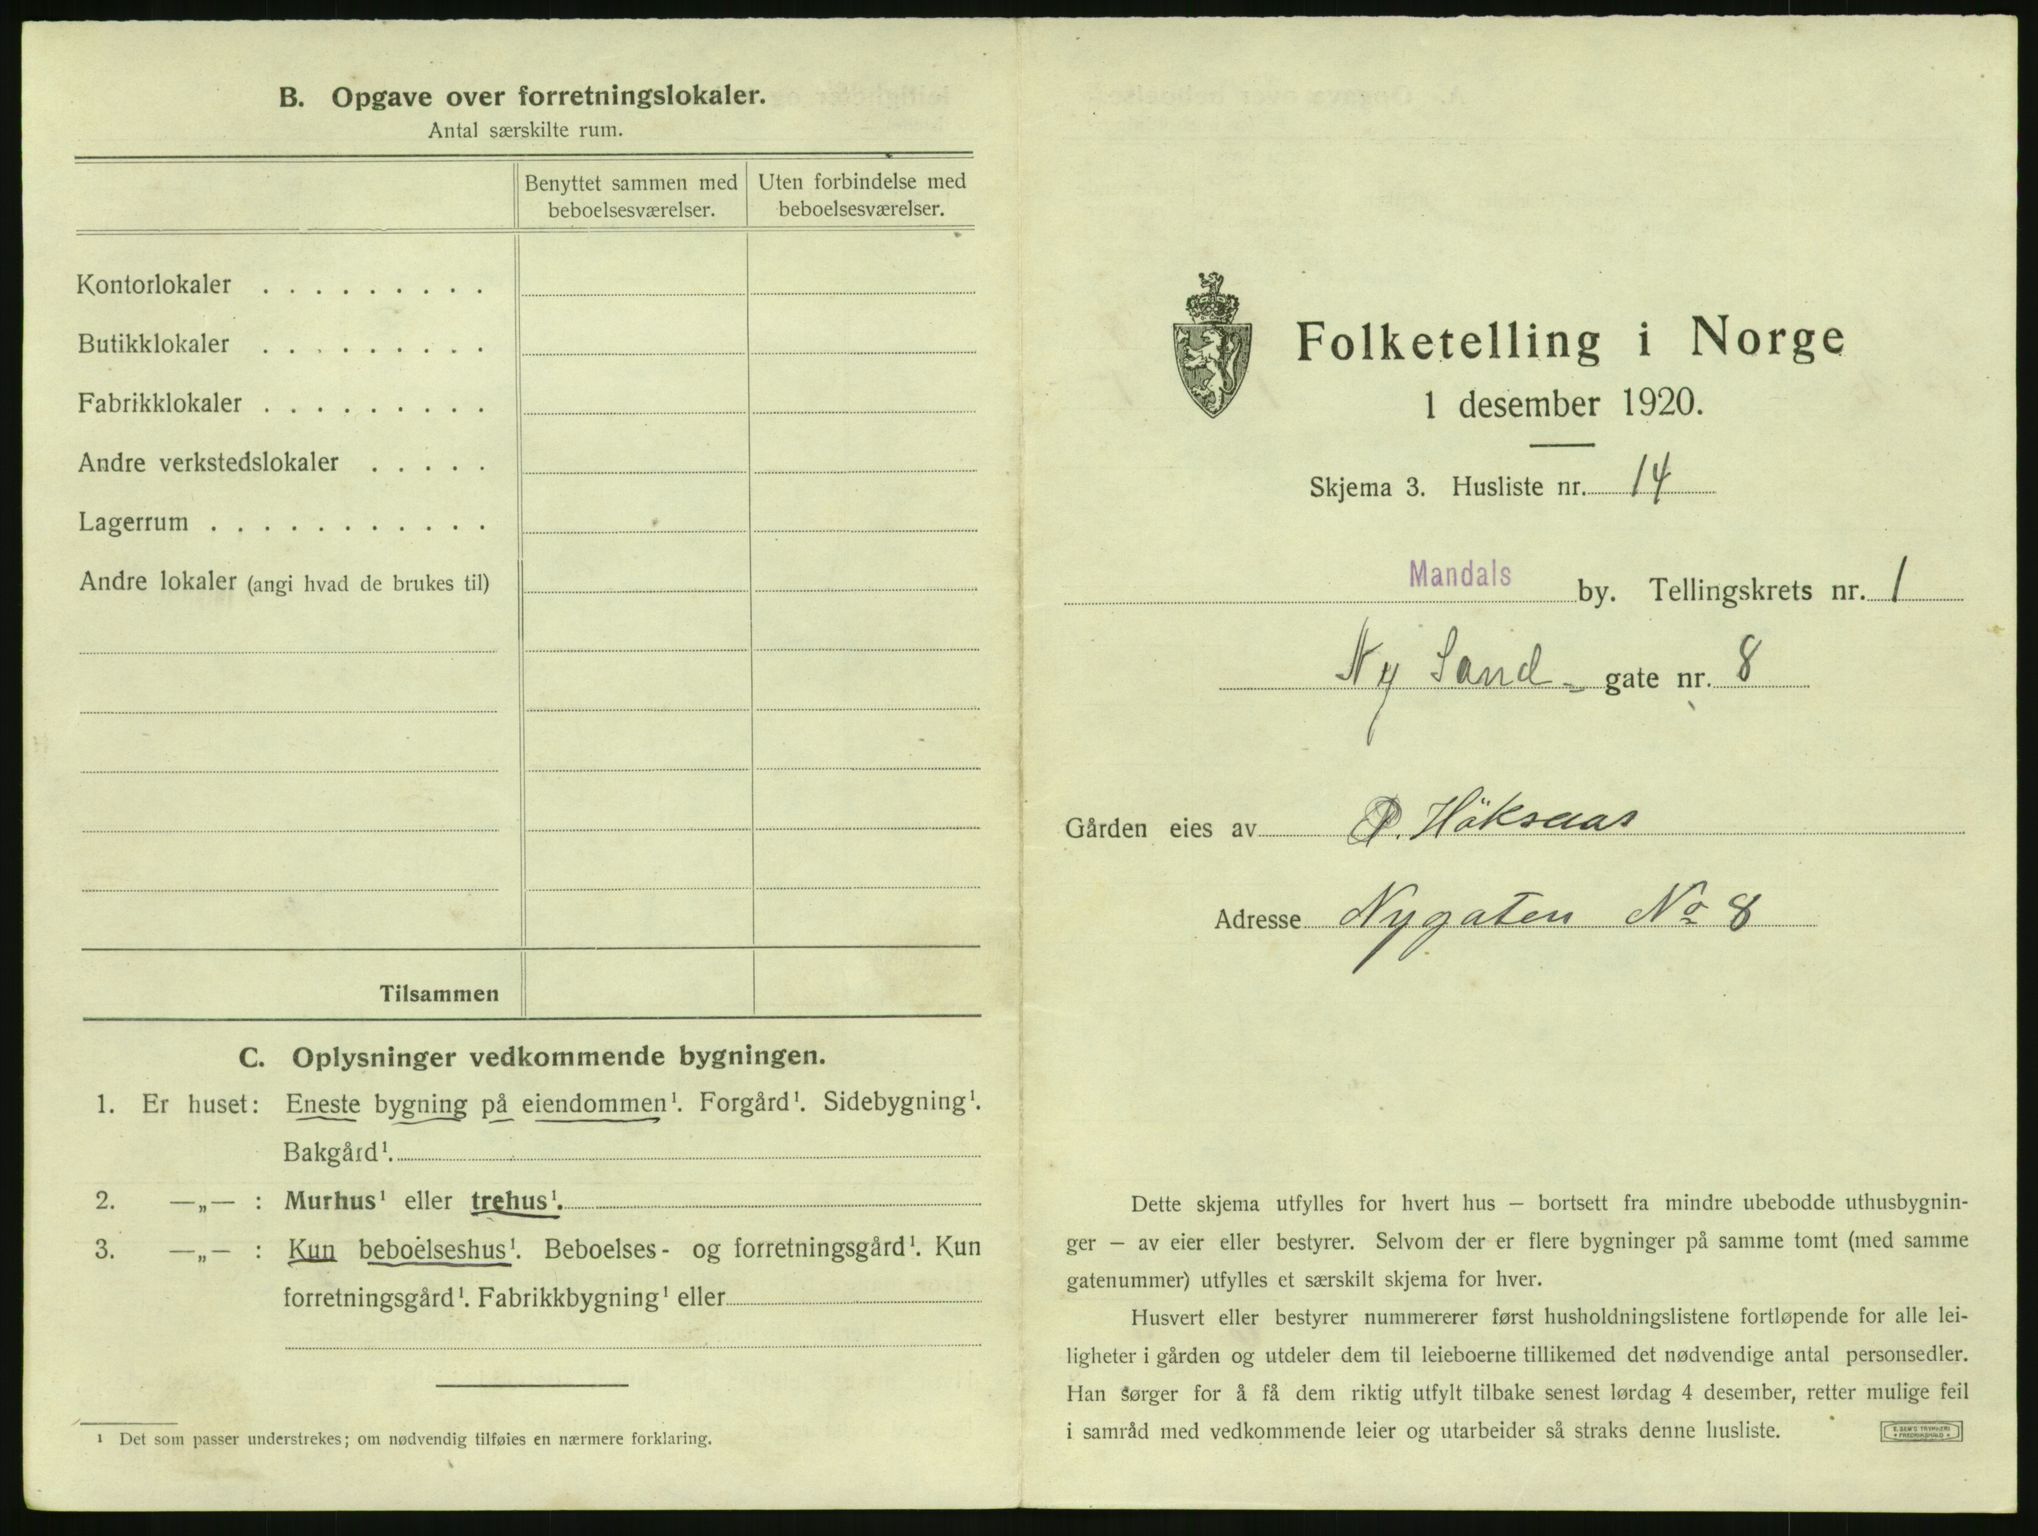 B. Opgave over forretningslokaler.
Antal særskilte rum.
Benyttet sammen med beboelsesværelser.
Uten forbindelse med beboelsesværelser.
Kontorlokaler . . . . . . . . .
Butikklokaler . . . . . . . . .
Fabrikklokaler . . . . . . . . .
Andre verkstedslokaler . . . . .
Lagerrum . . . . . . . . . . .
Andre lokaler (angi hvad de brukes til)
Tilsammen
C. Oplysninger vedkommende bygningen.
1. Er huset: Eneste bygning på eiendommen¹. Forgård¹. Sidebygning¹.
Bakgård¹.
2. —„— : Murhus¹ eller trehus¹.
3. —„— : Kun beboelseshus¹. Beboelses- og forretningsgård¹. Kun
forretningsgård¹. Fabrikkbygning¹ eller
¹ Det som passer understrekes; om nødvendig tilføies en nærmere forklaring.
Folketelling i Norge
1 desember 1920.
Skjema 3. Husliste nr. 14
Mandals by. Tellingskrets nr. 1
Ny Sand - gate nr. 8
Gården eies av P. Höksaas
Adresse Nygaten No 8
Dette skjema utfylles for hvert hus – bortsett fra mindre ubebodde uthusbygnin-
ger – av eier eller bestyrer. Selvom der er flere bygninger på samme tomt (med samme
gatenummer) utfylles et særskilt skjema for hver.
Husvert eller bestyrer nummererer først husholdningslistene fortløpende for alle lei-
ligheter i gården og utdeler dem til leieboerne tillikemed det nødvendige antal personsedler.
Han sørger for å få dem riktig utfylt tilbake senest lørdag 4 desember, retter mulige feil
i samråd med vedkommende leier og utarbeider så straks denne husliste.
E. SEM'S TRYKKERI
FREDRIKSHALD